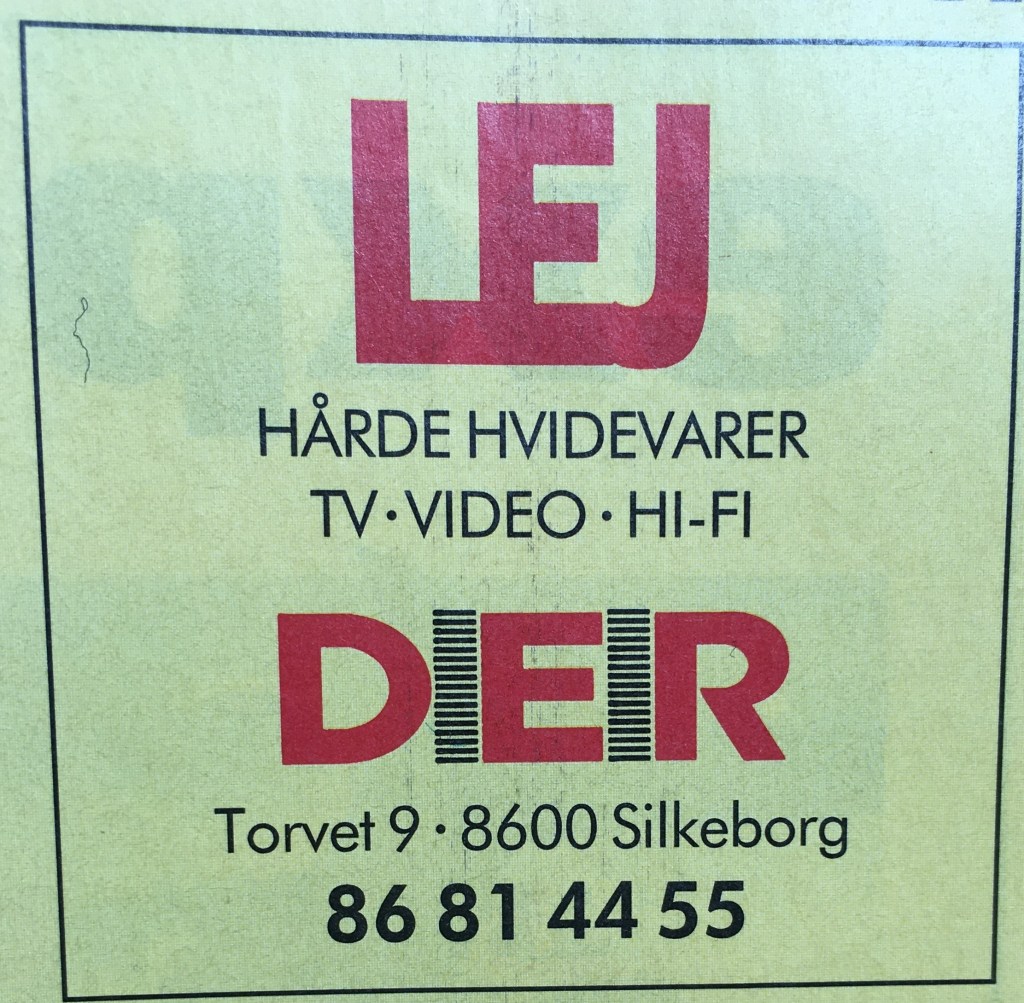 LEJ
HÅRDE HVIDEVARER
TV · VIDEO · HI-FI
DER
Torvet 9 · 8600 Silkeborg
86 81 44 55